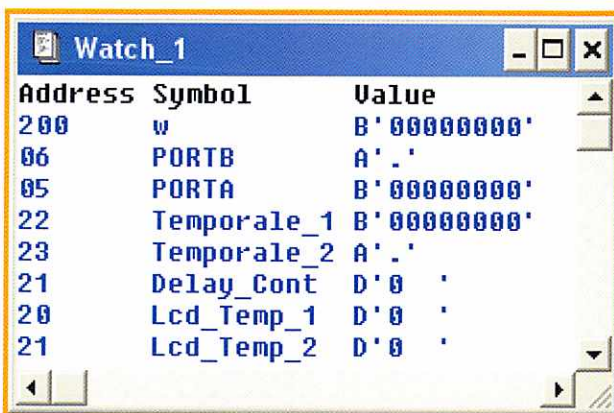 Watch_1
Address Symbol Value
200 w B'00000000'
06 PORTB A'.'
05 PORTA B'00000000'
22 Temporale_1 B'00000000'
23 Temporale_2 A'.'
21 Delay_Cont D'0 '
20 Lcd_Temp_1 D'0 '
21 Lcd_Temp_2 D'0 '